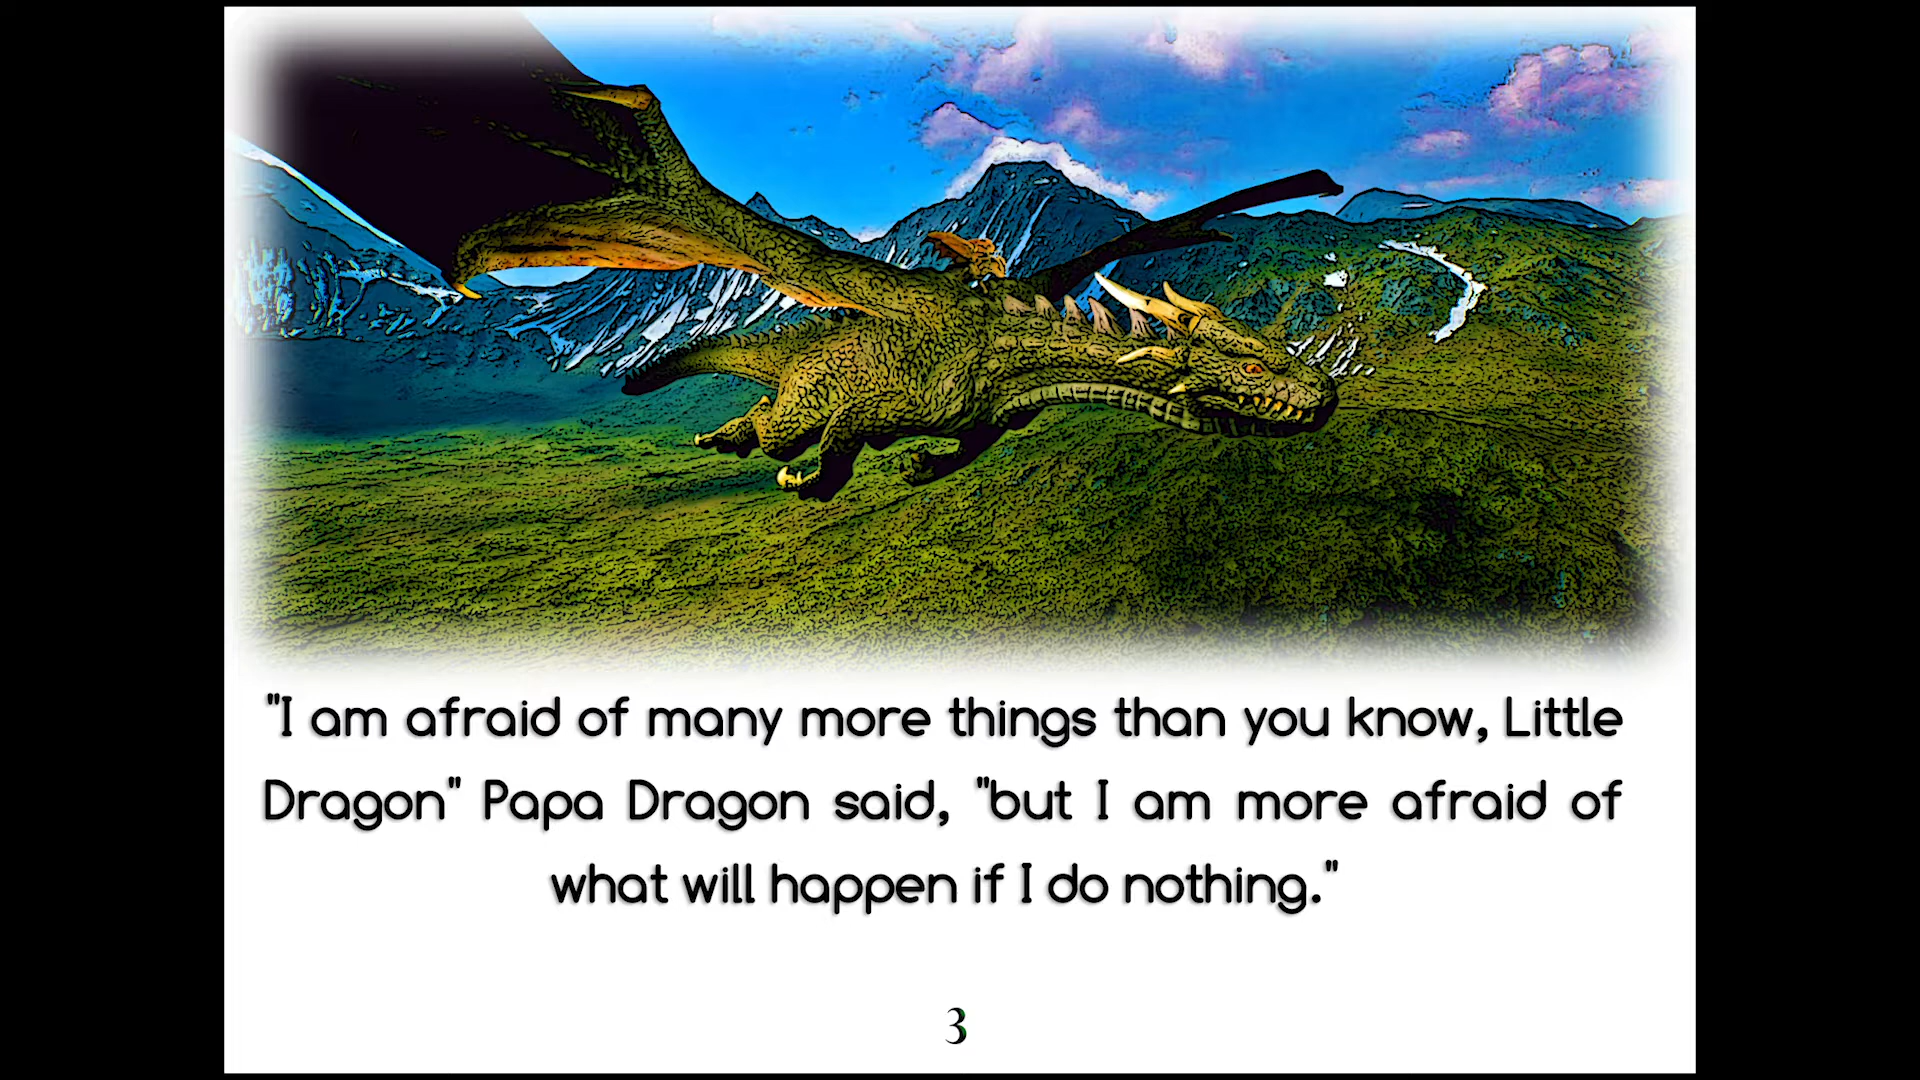 "I am afraid of many more things than you know, Little
Dragon" Papa Dragon said, "but I am more afraid of
what will happen if I do nothing."
3